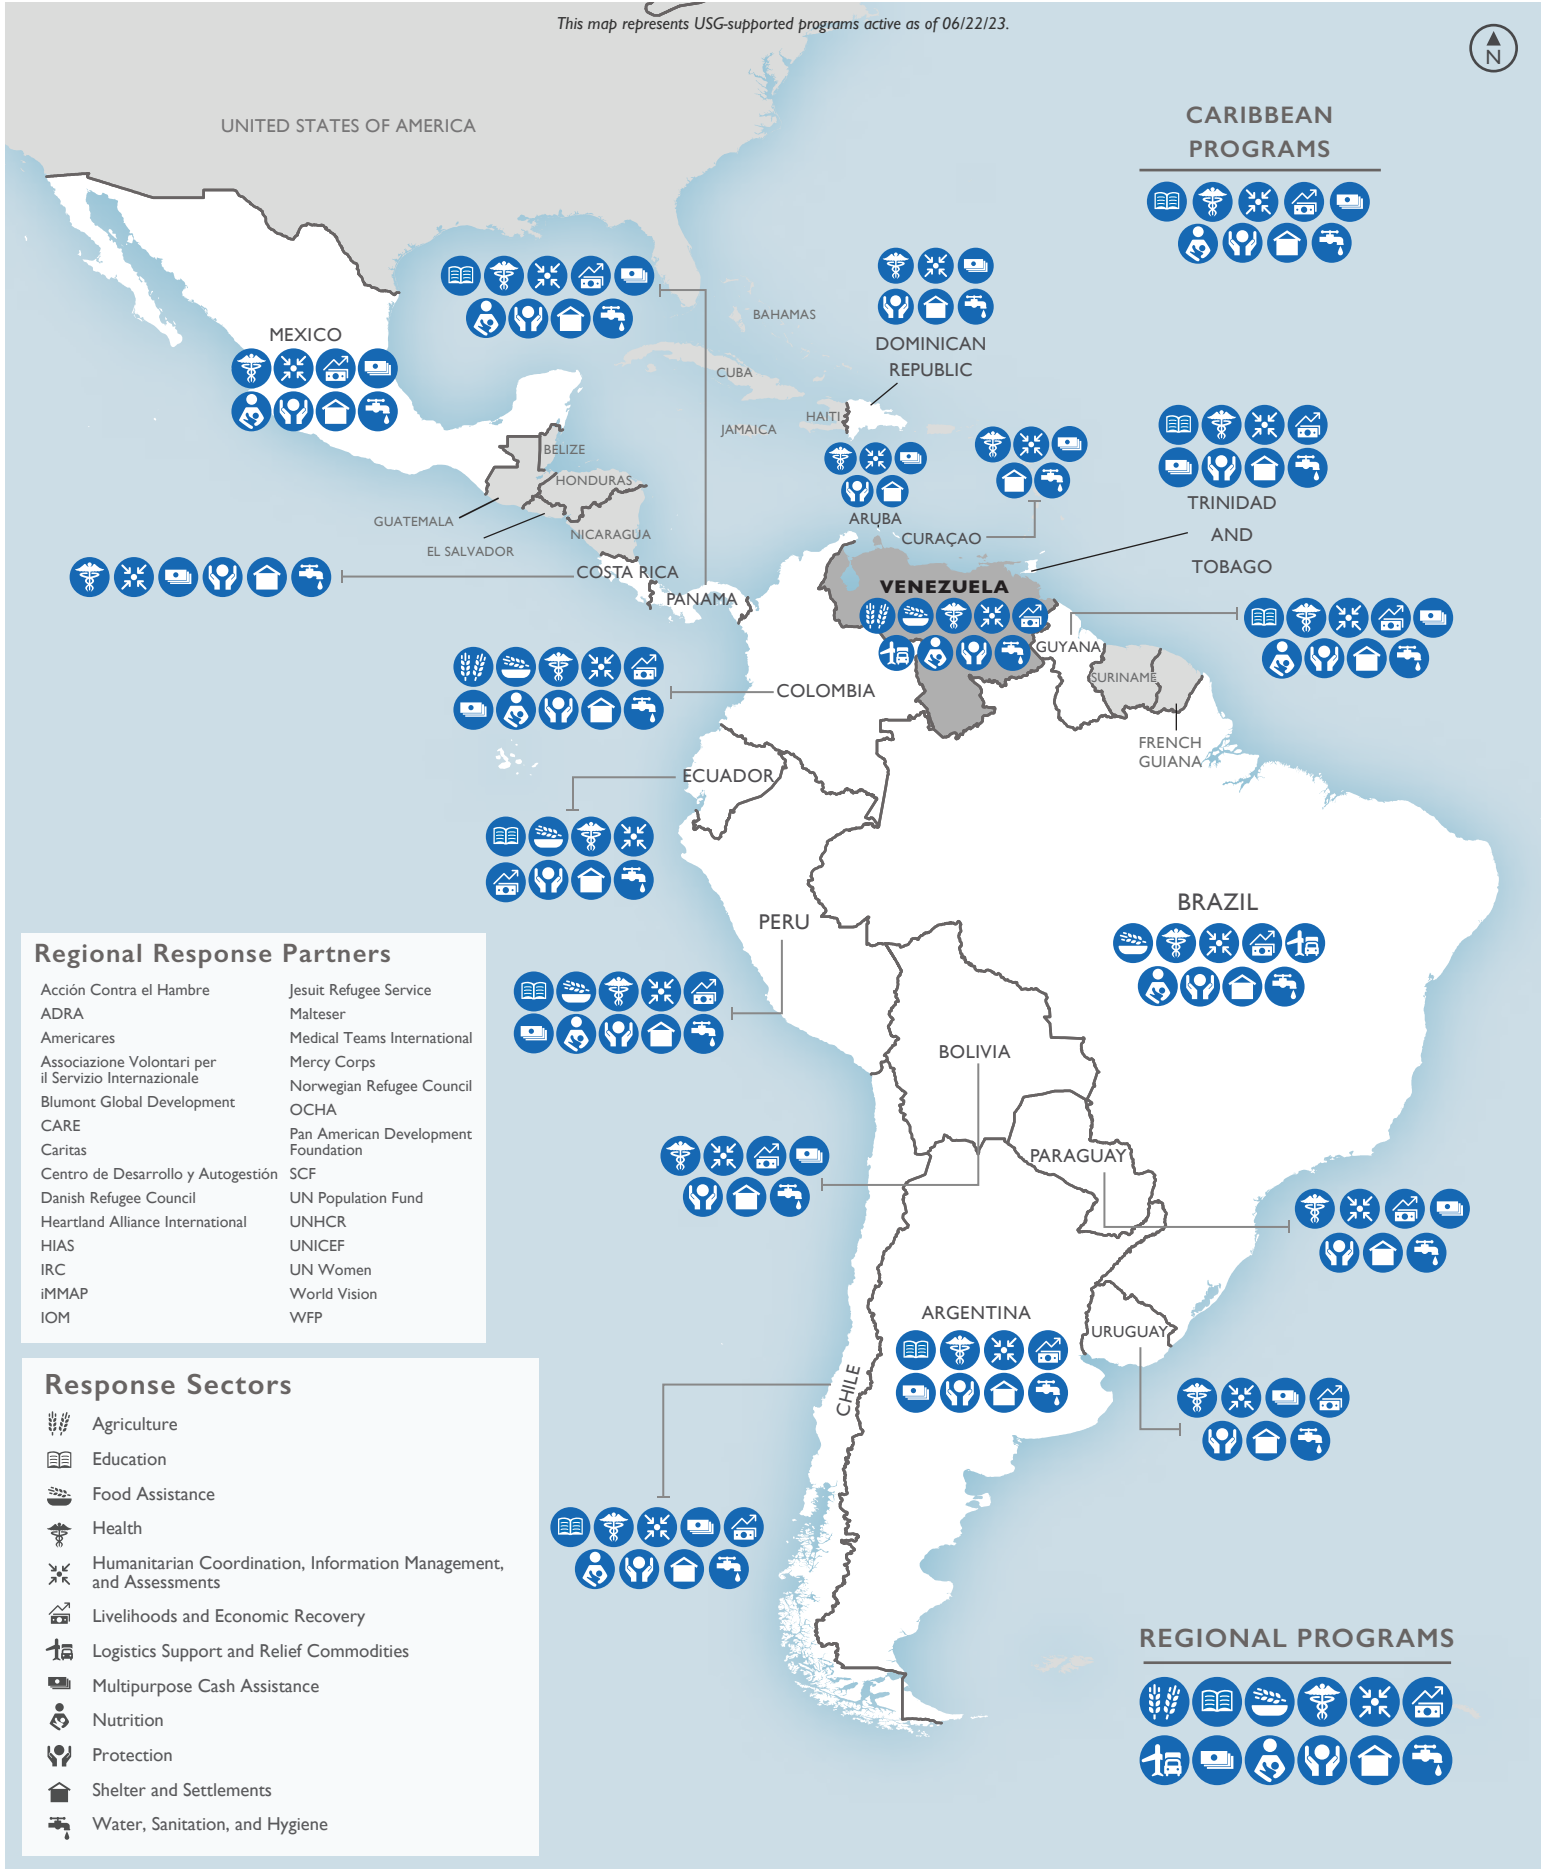 This map represents USG-supported programs active as of 06/22/23.
N
UNITED STATES OF AMERICA
CARIBBEAN
PROGRAMS
MEXICO
BAHAMAS
DOMINICAN
REPUBLIC
CUBA
HAITI
JAMAICA
BELIZE
HONDURAS
GUATEMALA
EL SALVADOR
NICARAGUA
ARUBA
CURAÇAO
TRINIDAD
AND
TOBAGO
COSTA RICA
PANAMA
VENEZUELA
GUYANA
SURINAME
COLOMBIA
FRENCH
GUIANA
ECUADOR
BRAZIL
PERU
BOLIVIA
PARAGUAY
ARGENTINA
URUGUAY
CHILE
Regional Response Partners
Acción Contra el Hambre
ADRA
Americares
Associazione Volontari per
il Servizio Internazionale
Blumont Global Development
CARE
Caritas
Centro de Desarrollo y Autogestión
Danish Refugee Council
Heartland Alliance International
HIAS
IRC
iMMAP
IOM
Jesuit Refugee Service
Malteser
Medical Teams International
Mercy Corps
Norwegian Refugee Council
OCHA
Pan American Development
Foundation
SCF
UN Population Fund
UNHCR
UNICEF
UN Women
World Vision
WFP
Response Sectors
Agriculture
Education
Food Assistance
Health
Humanitarian Coordination, Information Management,
and Assessments
Livelihoods and Economic Recovery
Logistics Support and Relief Commodities
Multipurpose Cash Assistance
Nutrition
Protection
Shelter and Settlements
Water, Sanitation, and Hygiene
REGIONAL PROGRAMS